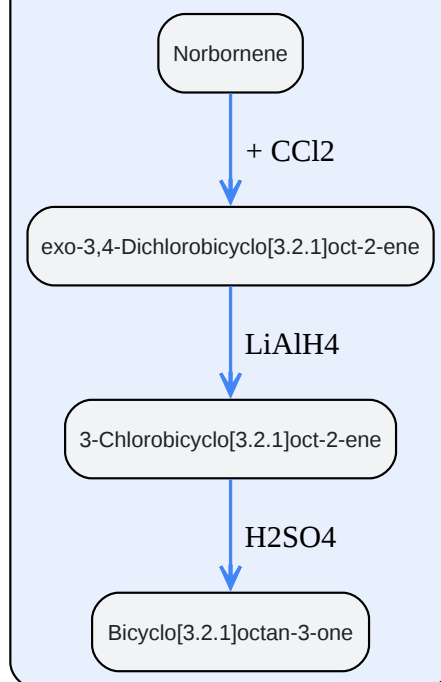 Norbornene
+ CCl2
exo-3,4-Dichlorobicyclo[3.2.1]oct-2-ene
LiAlH4
3-Chlorobicyclo[3.2.1]oct-2-ene
H2SO4
Bicyclo[3.2.1]octan-3-one